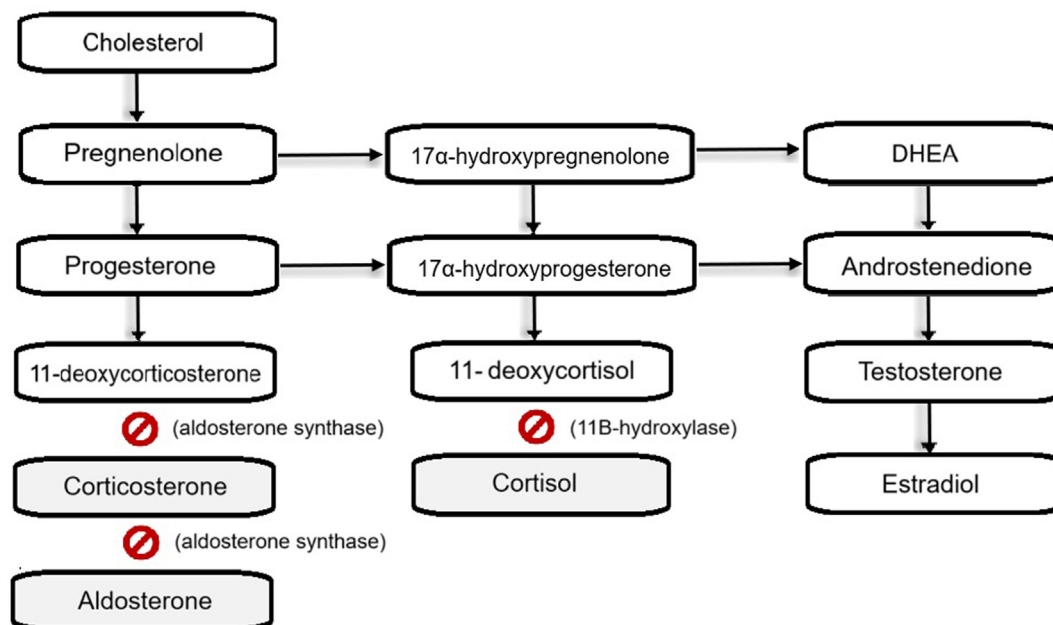 Cholesterol
Pregnenolone
17α-hydroxypregnenolone
DHEA
Progesterone
17α-hydroxyprogesterone
Androstenedione
11-deoxycorticosterone
11- deoxycortisol
Testosterone
(aldosterone synthase)
(11B-hydroxylase)
Corticosterone
Cortisol
Estradiol
(aldosterone synthase)
Aldosterone